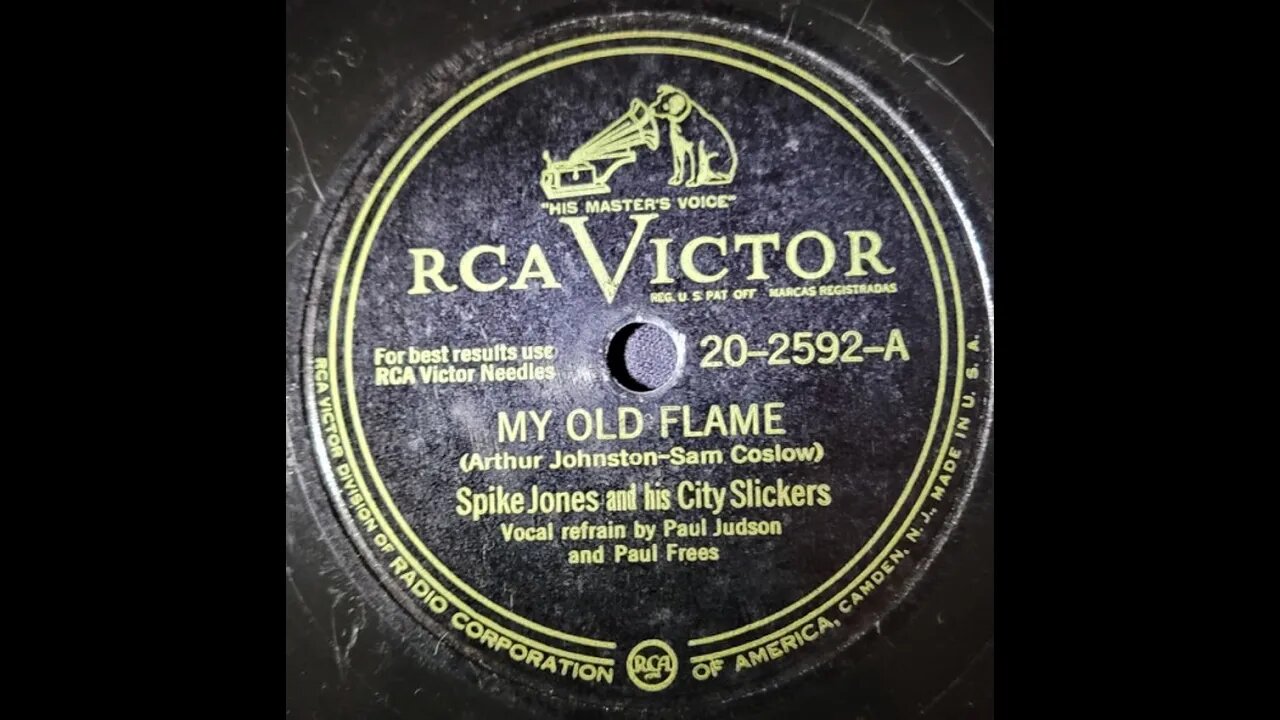 "HIS MASTER'S VOICE"
RCA VICTOR
REG. U. S. PAT. OFF. MARCAS REGISTRADAS
For best results use
RCA Victor Needles
20-2592-A
MY OLD FLAME
(Arthur Johnston-Sam Coslow)
Spike Jones and his City Slickers
Vocal refrain by Paul Judson
and Paul Frees
RCA VICTOR DIVISION OF RADIO CORPORATION OF AMERICA, CAMDEN, N. J., MADE IN U. S. A.
RCA